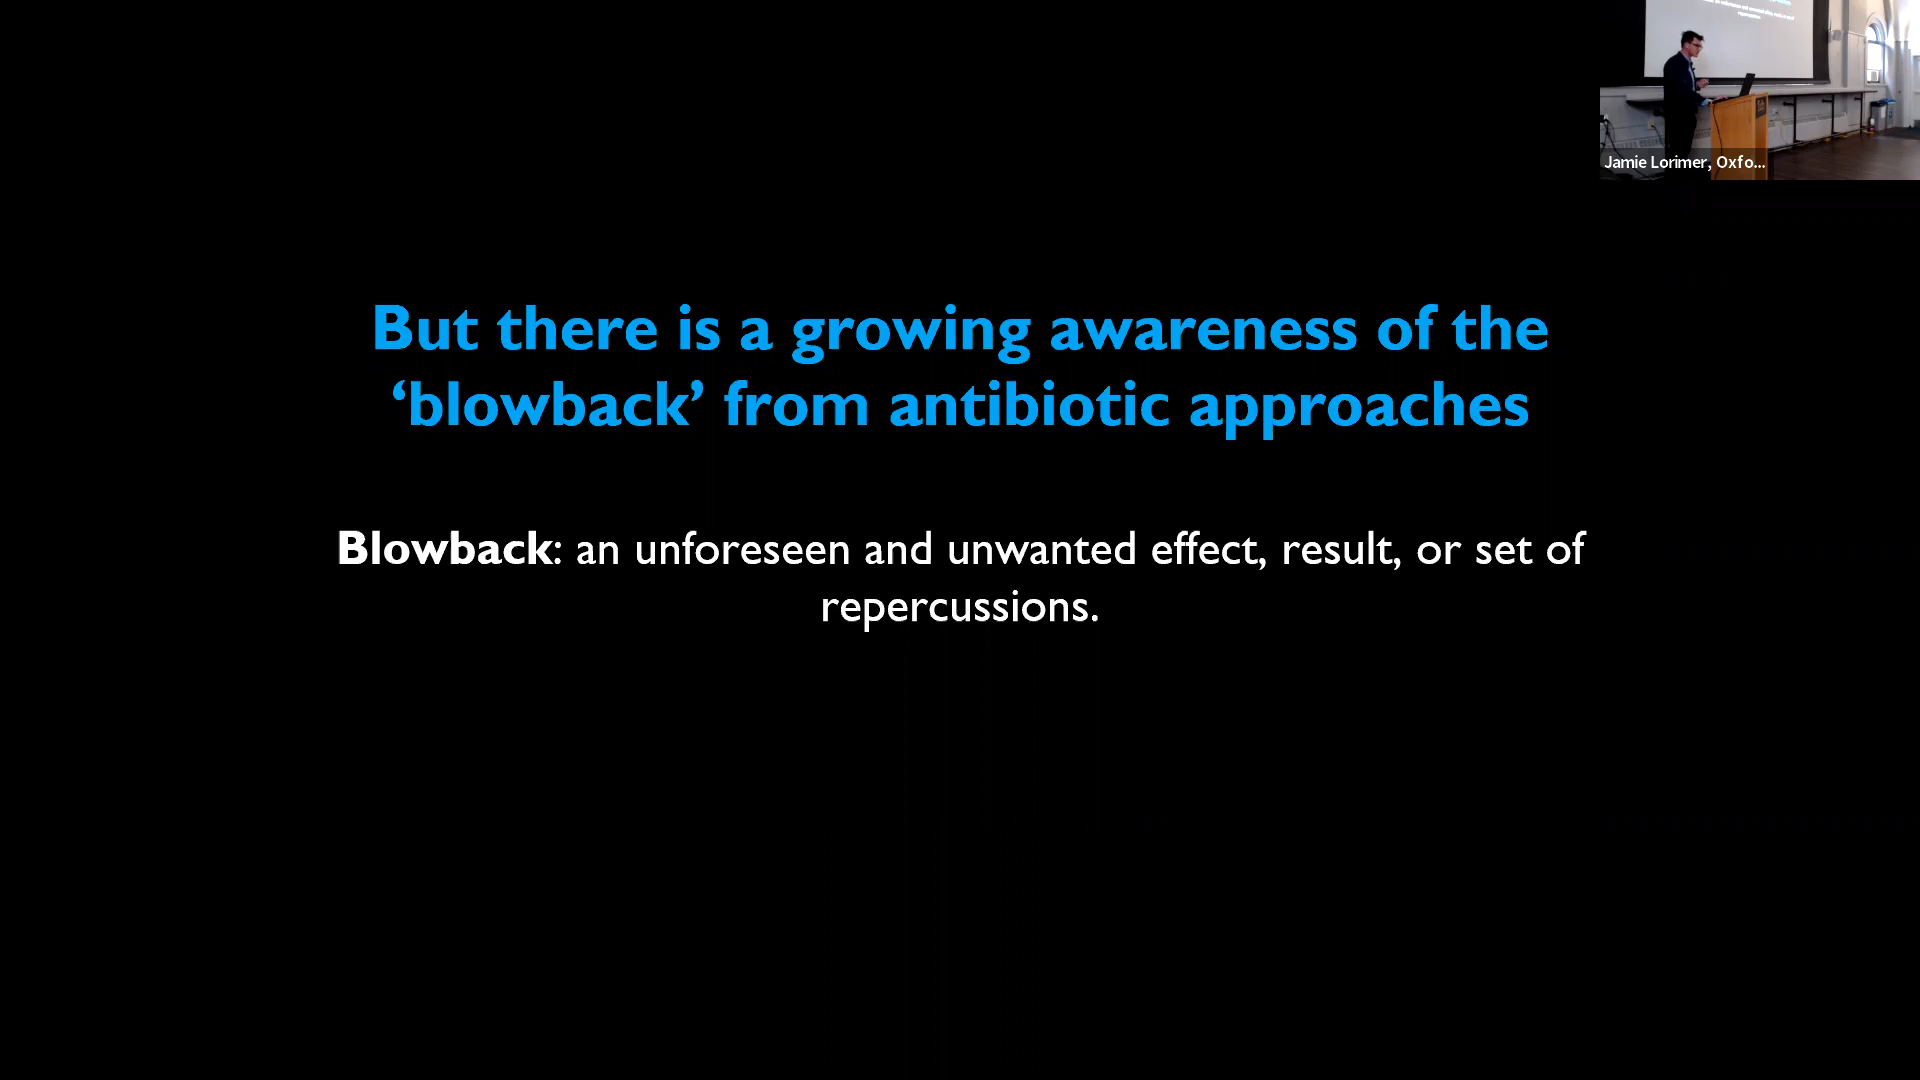 But there is a growing awareness of the
‘blowback’ from antibiotic approaches
Blowback: an unforeseen and unwanted effect, result, or set of
repercussions.
Jamie Lorimer, Oxfo...